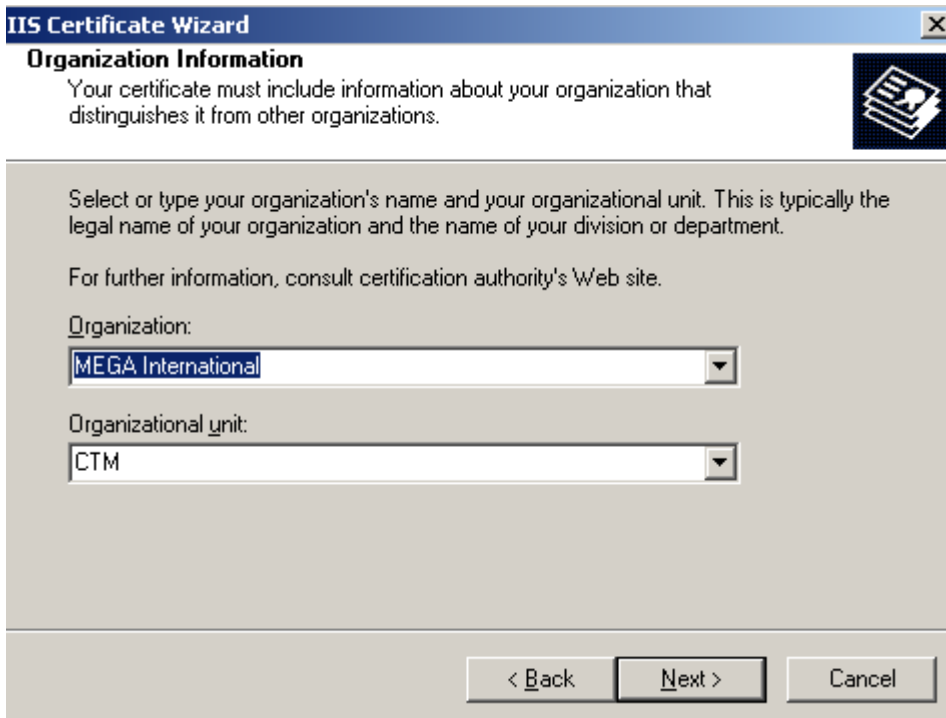 IIS Certificate Wizard
Organization Information
Your certificate must include information about your organization that
distinguishes it from other organizations.
Select or type your organization's name and your organizational unit. This is typically the
legal name of your organization and the name of your division or department.
For further information, consult certification authority's Web site.
Organization:
MEGA International
Organizational unit:
CTM
< Back
Next >
Cancel